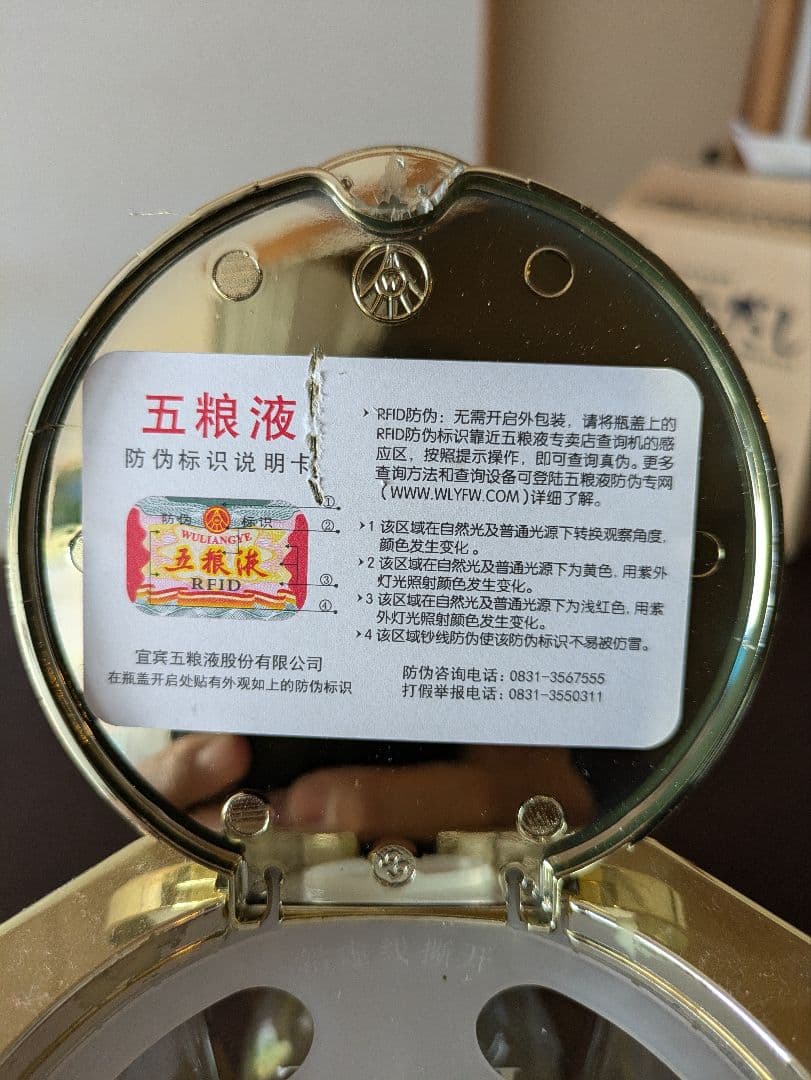 W
五粮液
防伪标识说明卡
防伪 标识
WULIANGYE
五粮液
RFID
①
②
③
④
宜宾五粮液股份有限公司
在瓶盖开启处贴有外观如上的防伪标识
RFID防伪：无需开启外包装，请将瓶盖上的
RFID防伪标识靠近五粮液专卖店查询机的感
应区，按照提示操作，即可查询真伪。更多
查询方法和查询设备可登陆五粮液防伪专网
（WWW.WLYFW.COM）详细了解。
1 该区域在自然光及普通光源下转换观察角度，
颜色发生变化。
2 该区域在自然光及普通光源下为黄色，用紫外
灯光照射颜色发生变化。
3 该区域在自然光及普通光源下为浅红色，用紫
外灯光照射颜色发生变化。
4 该区域钞线防伪使该防伪标识不易被仿冒。
防伪咨询电话：0831-3567555
打假举报电话：0831-3550311
线撕开